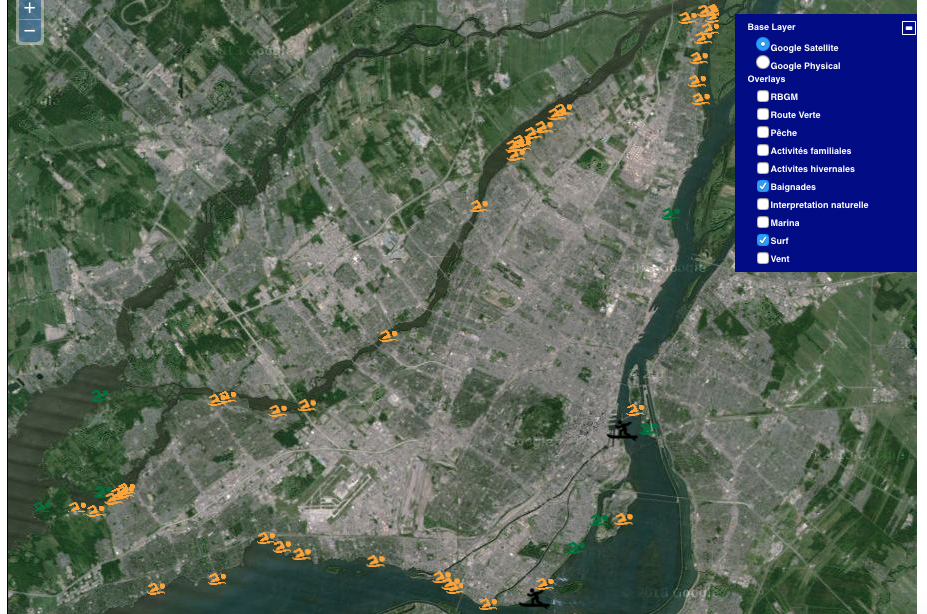 +
−
Base Layer
Google Satellite
Google Physical
Overlays
RBGM
Route Verte
Pêche
Activités familiales
Activites hivernales
Baignades
Interpretation naturelle
Marina
Surf
Vent